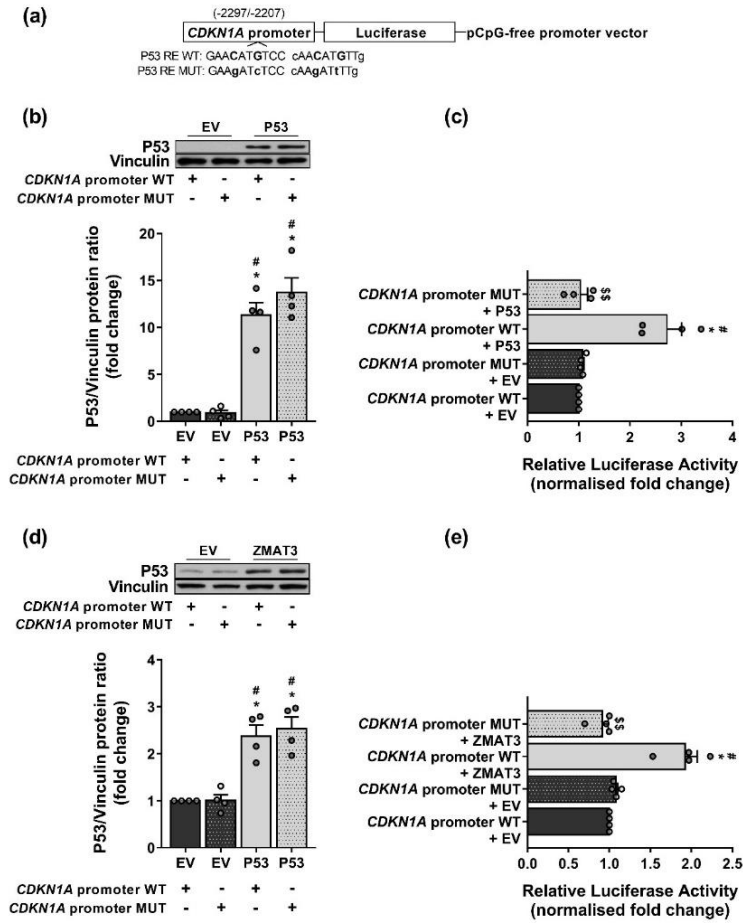 (a)
(-2297/-2207)
CDKN1A promoter Luciferase pCpG-free promoter vector
P53 RE WT: GAACATGTCC cAACATGTTg
P53 RE MUT: GAAgATcTCC cAAgATtTTg
(b)
EV P53
P53
Vinculin
CDKN1A promoter WT + - + -
CDKN1A promoter MUT - + - +
P53/Vinculin protein ratio
(fold change)
20
15
10
5
0
# #
* *
EV EV P53 P53
CDKN1A promoter WT + - + -
CDKN1A promoter MUT - + - +
(c)
CDKN1A promoter MUT
+ P53
$$
CDKN1A promoter WT
+ P53
* #
CDKN1A promoter MUT
+ EV
CDKN1A promoter WT
+ EV
0 1 2 3 4
Relative Luciferase Activity
(normalised fold change)
(d)
EV ZMAT3
P53
Vinculin
CDKN1A promoter WT + - + -
CDKN1A promoter MUT - + - +
P53/Vinculin protein ratio
(fold change)
4
3
2
1
0
# #
* *
EV EV P53 P53
CDKN1A promoter WT + - + -
CDKN1A promoter MUT - + - +
(e)
CDKN1A promoter MUT
+ ZMAT3
$$
CDKN1A promoter WT
+ ZMAT3
* #
CDKN1A promoter MUT
+ EV
CDKN1A promoter WT
+ EV
0.0 0.5 1.0 1.5 2.0 2.5
Relative Luciferase Activity
(normalised fold change)